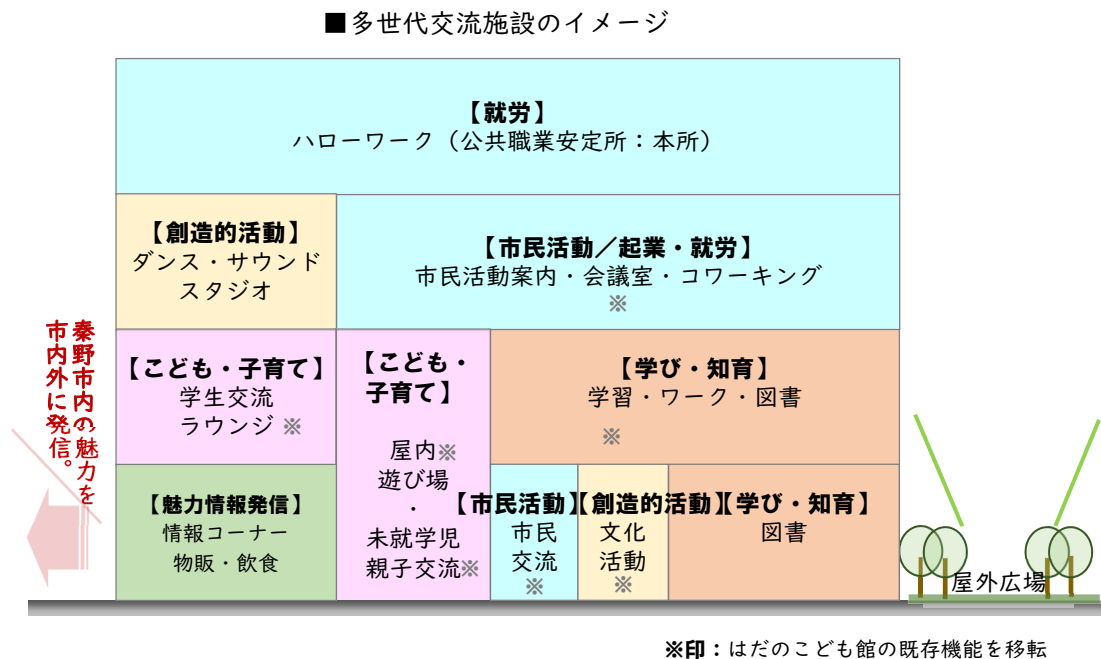 ■多世代交流施設のイメージ
【就労】
ハローワーク（公共職業安定所：本所）
【創造的活動】
ダンス・サウンド
スタジオ
【市民活動／起業・就労】
市民活動案内・会議室・コワーキング
※
秦野市内の魅力を
市内外に発信。
【こども・子育て】
学生交流
ラウンジ ※
【こども・
子育て】
屋内※
遊び場
・
未就学児
親子交流※
【学び・知育】
学習・ワーク・図書
※
【魅力情報発信】
情報コーナー
物販・飲食
【市民活動】
市民
交流
※
【創造的活動】
文化
活動
※
【学び・知育】
図書
屋外広場
※印：はだのこども館の既存機能を移転